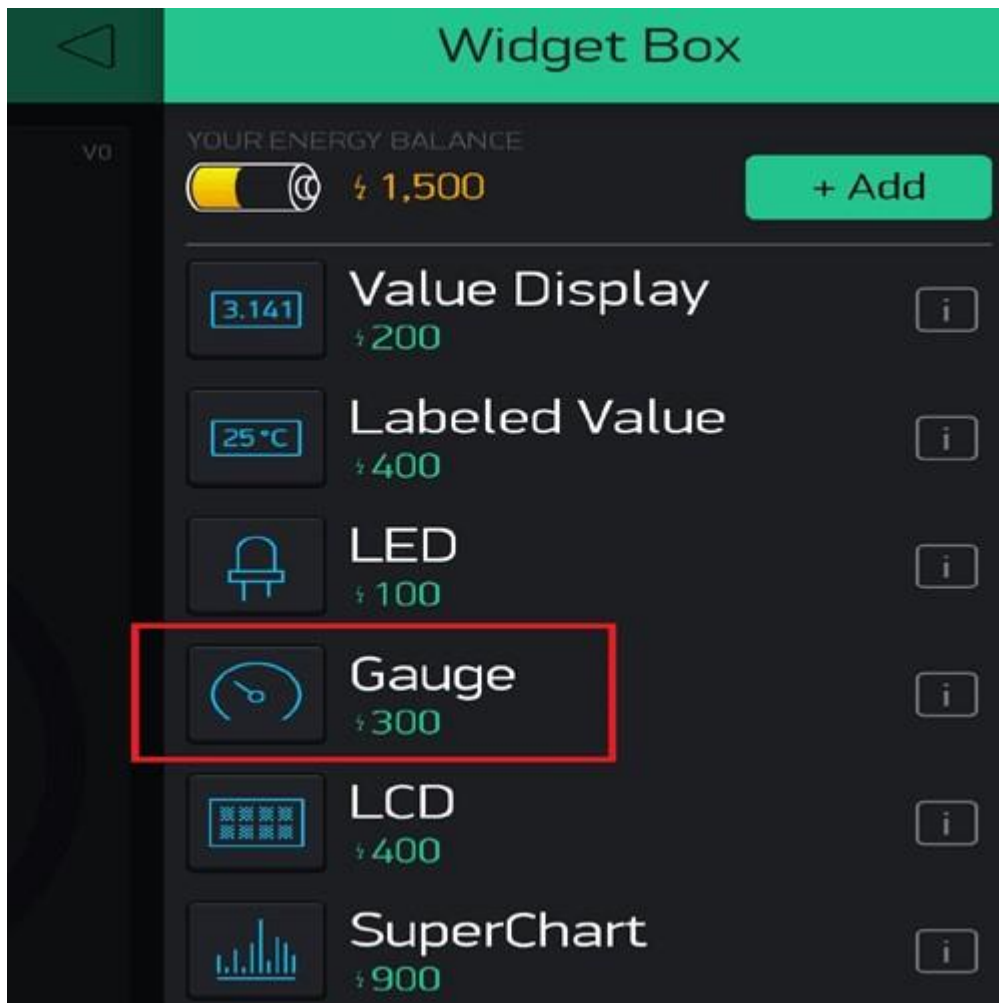 Widget Box
V0
YOUR ENERGY BALANCE
1,500
+ Add
3.141
Value Display
200
i
25 °C
Labeled Value
400
i
LED
100
i
Gauge
300
i
LCD
400
i
SuperChart
900
i